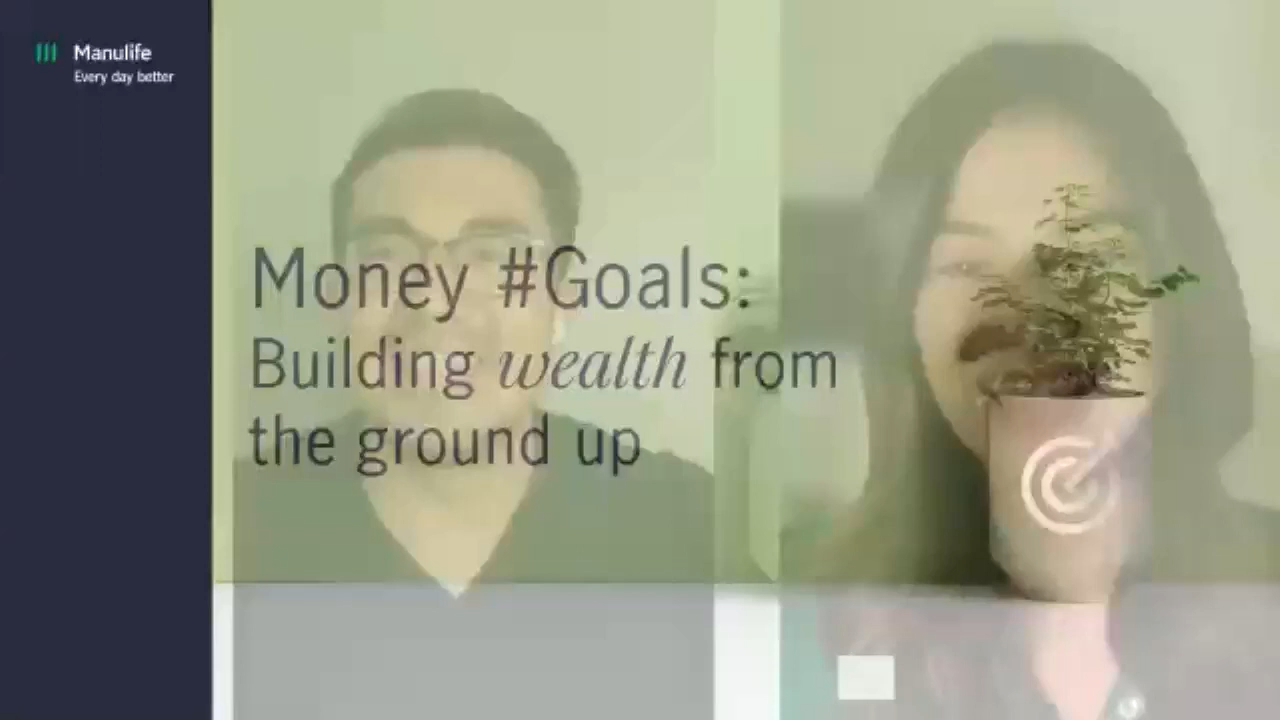 Manulife
Every day better
Money #Goals:
Building wealth from
the ground up